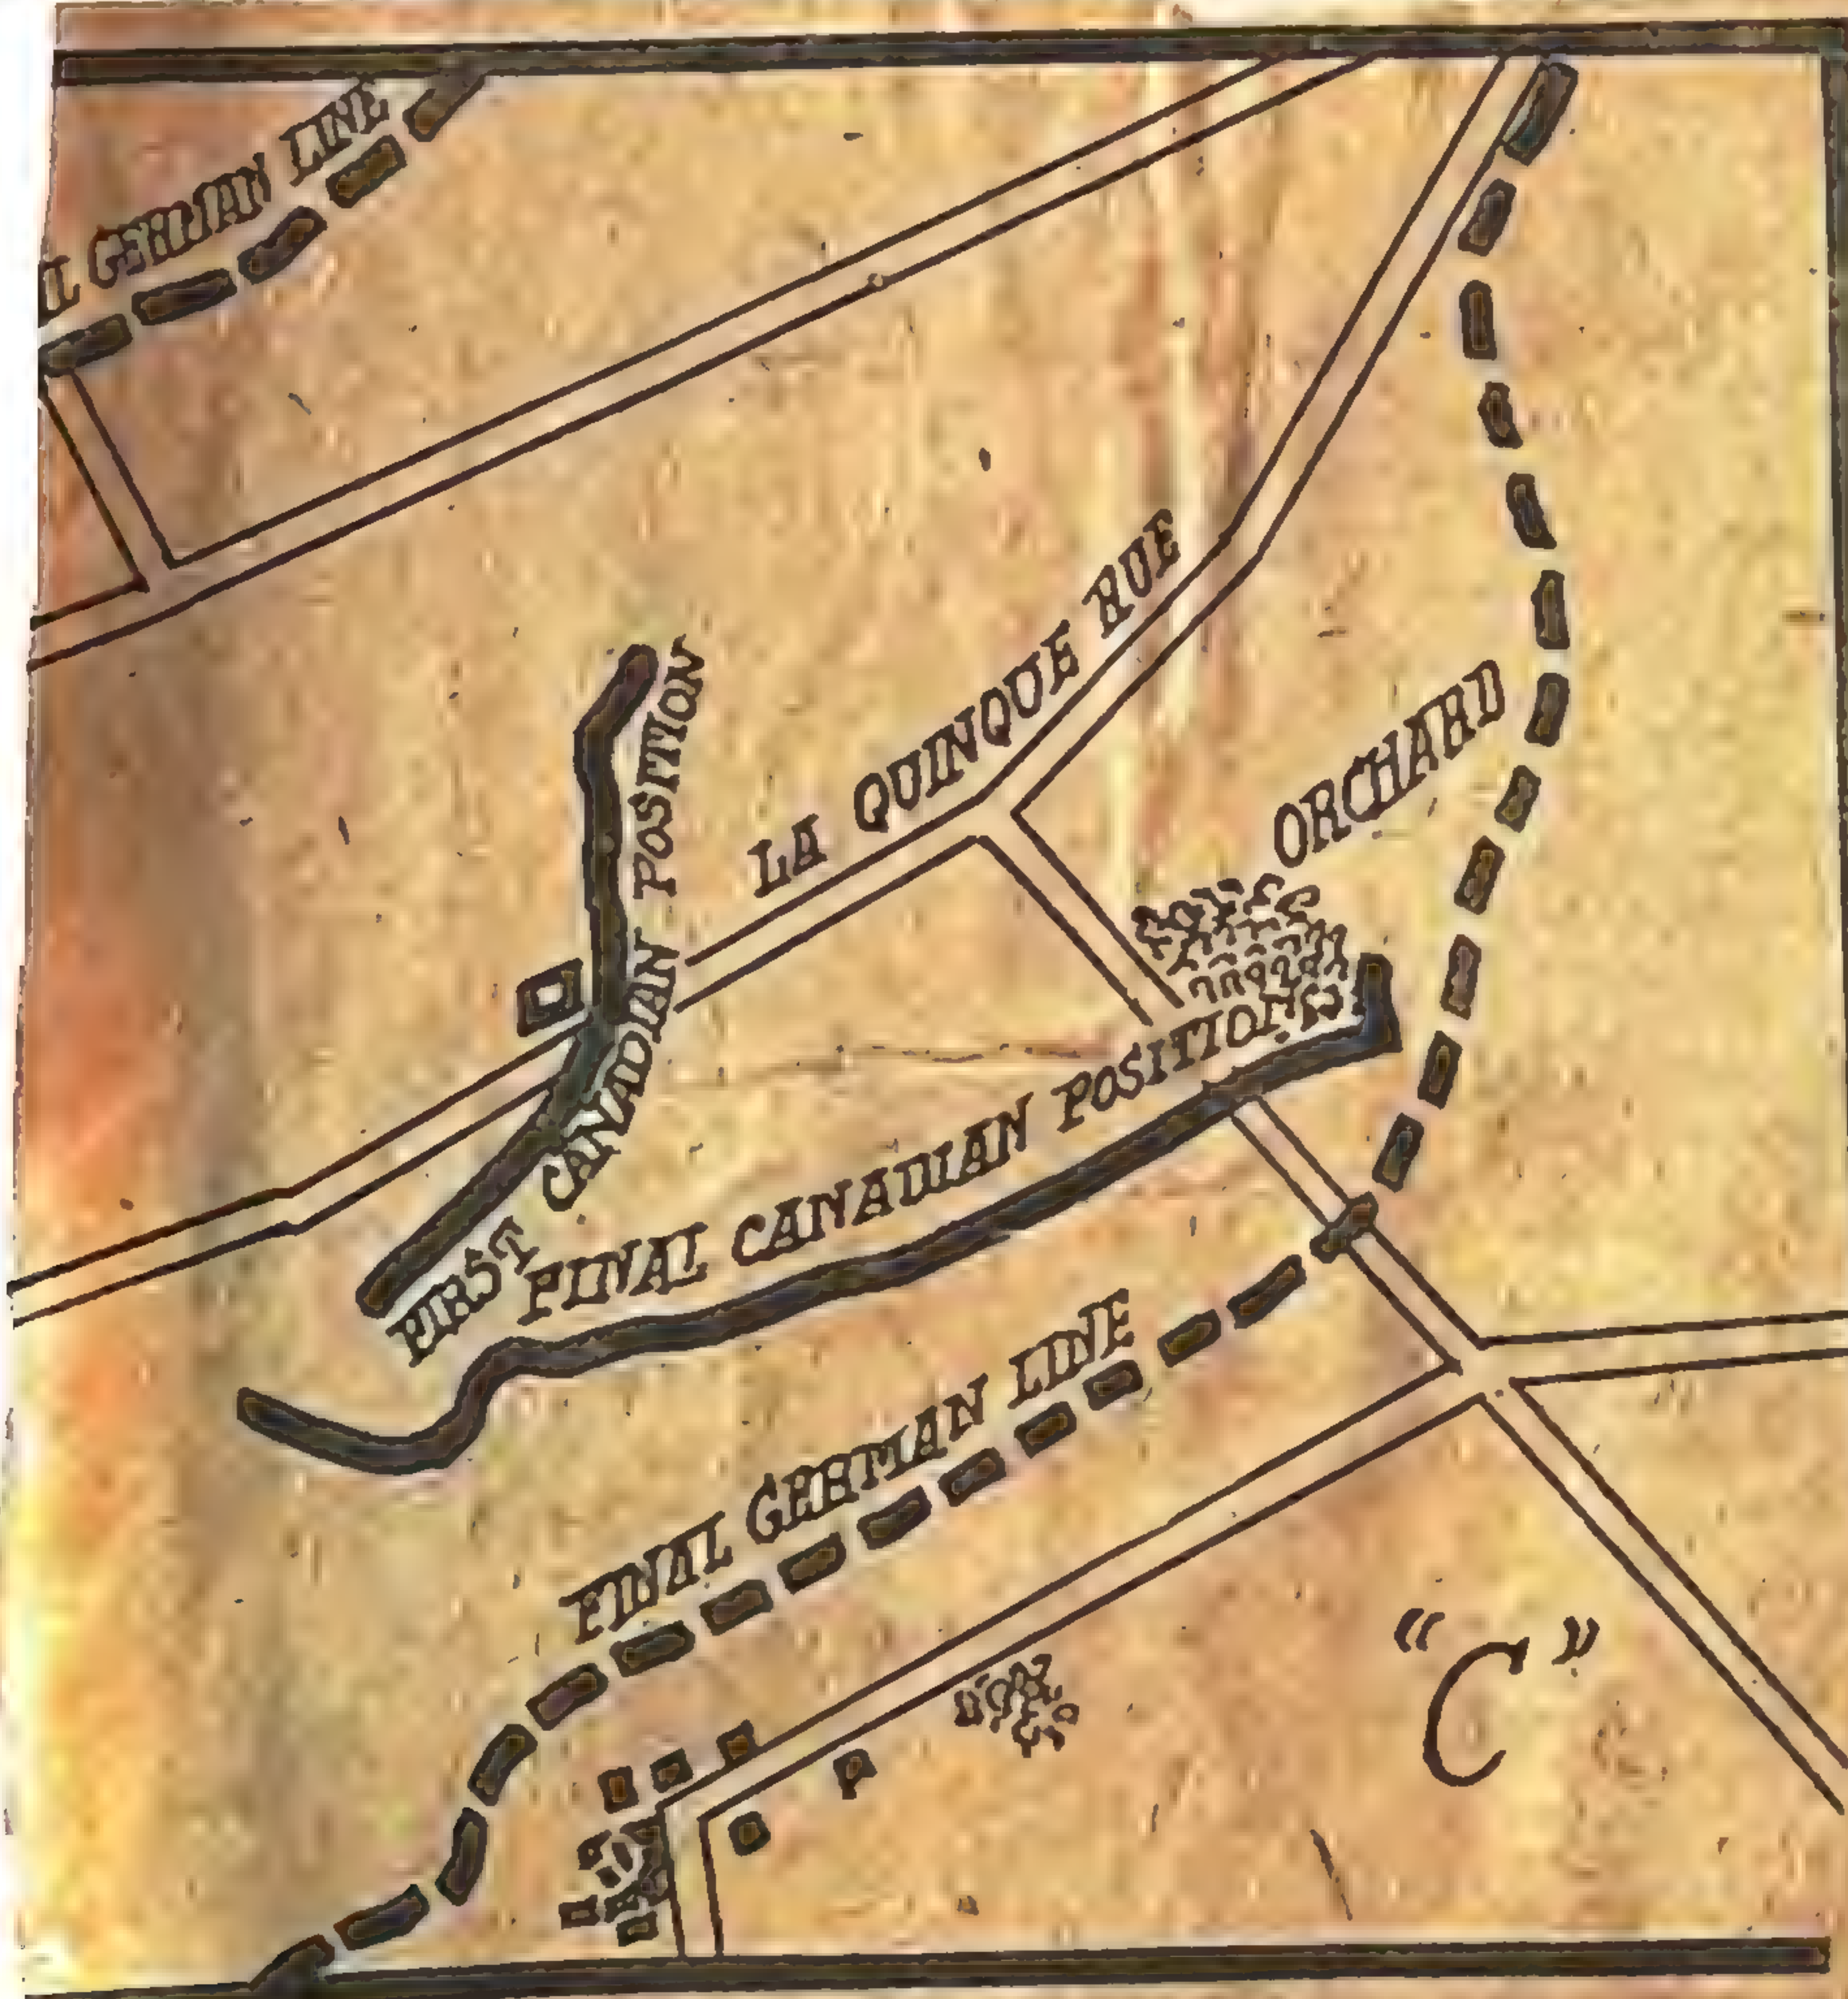 GERMAN LINE
FIRST CANADIAN POSITION
LA QUINQUE RUE
ORCHARD
FINAL CANADIAN POSITION
FINAL GERMAN LINE
"C"